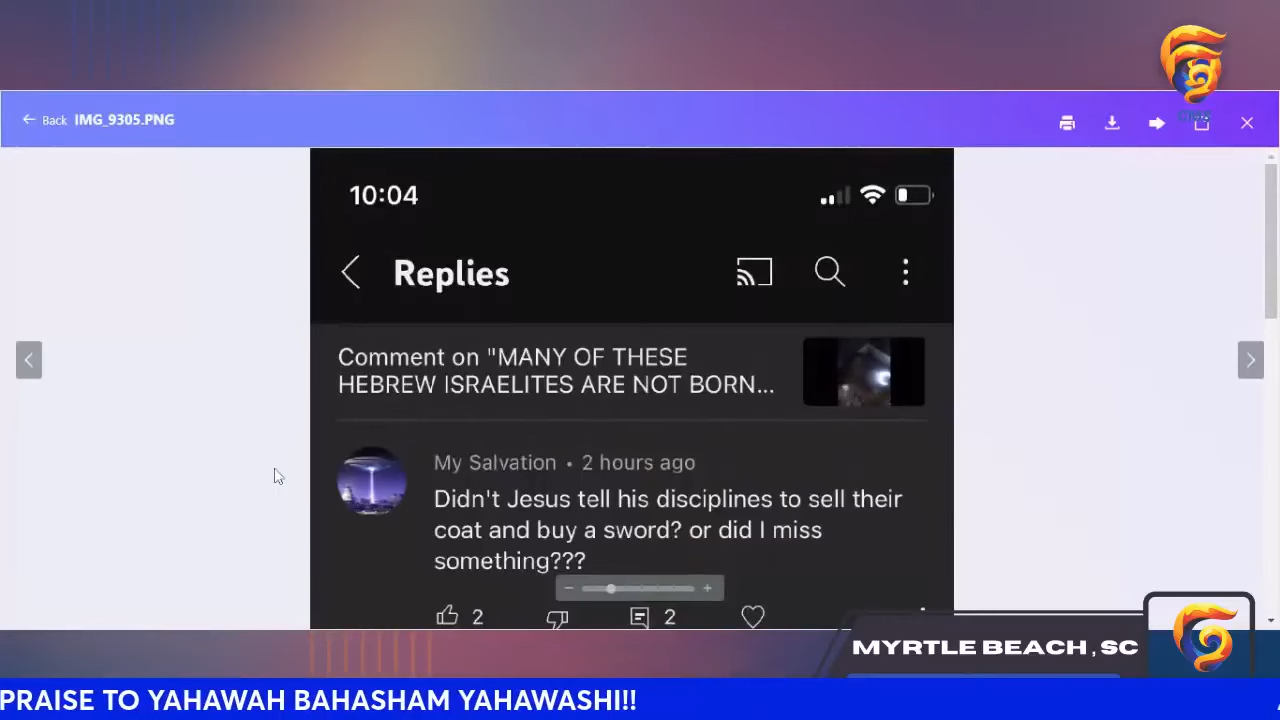 Back IMG_9305.PNG
10:04
Replies
Comment on "MANY OF THESE
HEBREW ISRAELITES ARE NOT BORN...
My Salvation • 2 hours ago
Didn't Jesus tell his disciplines to sell their
coat and buy a sword? or did I miss
something???
2
2
MYRTLE BEACH, SC
PRAISE TO YAHAWAH BAHASHAM YAHAWASHI!!